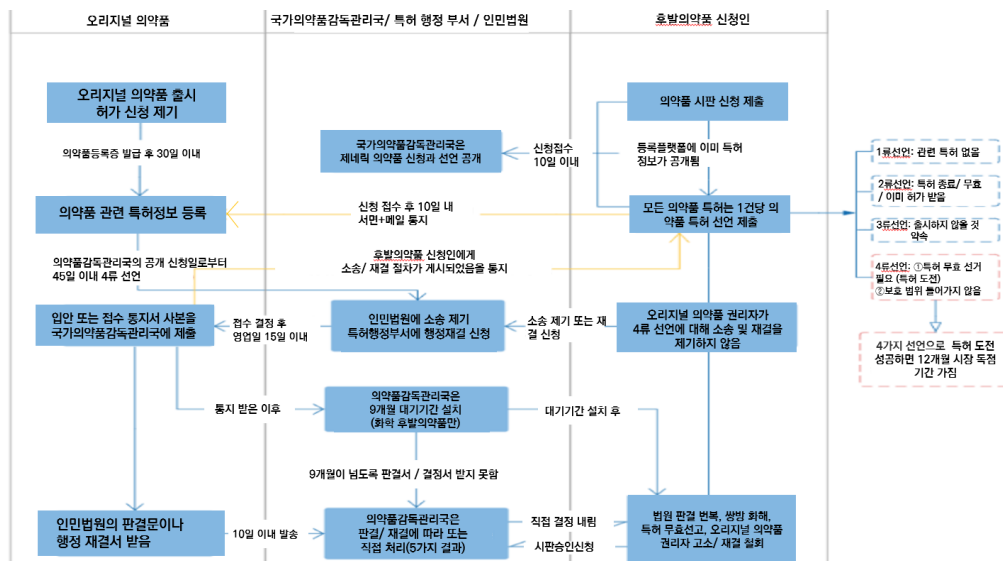 오리지널 의약품
국가의약품감독관리국/ 특허 행정 부서 / 인민법원
후발의약품 신청인
오리지널 의약품 출시
허가 신청 제기
의약품 시판 신청 제출
국가의약품감독관리국은
제네릭 의약품 신청과 선언 공개
신청접수
10일 이내
등록플랫폼에 이미 특허
정보가 공개됨
의약품등록증 발급 후 30일 이내
1류선언: 관련 특허 없음
2류선언: 특허 종료/ 무효
/ 이미 허가 받음
3류선언: 출시하지 않을 것
약속
4류선언: ①특허 무효 선거
필요 (특허 도전)
②보호 범위 들어가지 않음
의약품 관련 특허정보 등록
신청 접수 후 10일 내
서면+메일 통지
모든 의약품 특허는 1건당 의
약품 특허 선언 제출
의약품감독관리국의 공개 신청일로부터
45일 이내 4류 선언
후발의약품 신청인에게
소송/ 재결 절차가 게시되었음을 통지
입안 또는 접수 통지서 사본을
국가의약품감독관리국에 제출
접수 결정 후
영업일 15일 이내
인민법원에 소송 제기
특허행정부서에 행정재결 신청
소송 제기 또는 재
결 신청
오리지널 의약품 권리자가
4류 선언에 대해 소송 및 재결을
제기하지 않음
4가지 선언으로 특허 도전
성공하면 12개월 시장 독점
기간 가짐
통지 받은 이후
의약품감독관리국은
9개월 대기기간 설치
(화학 후발의약품만)
대기기간 설치 후
9개월이 넘도록 판결서 / 결정서 받지 못함
인민법원의 판결문이나
행정 재결서 받음
10일 이내 발송
의약품감독관리국은
판결/ 재결에 따라 또는
직접 처리(5가지 결과)
직접 결정 내림
시판승인신청
법원 판결 번복, 쌍방 화해,
특허 무효선고, 오리지널 의약품
권리자 고소/ 재결 철회